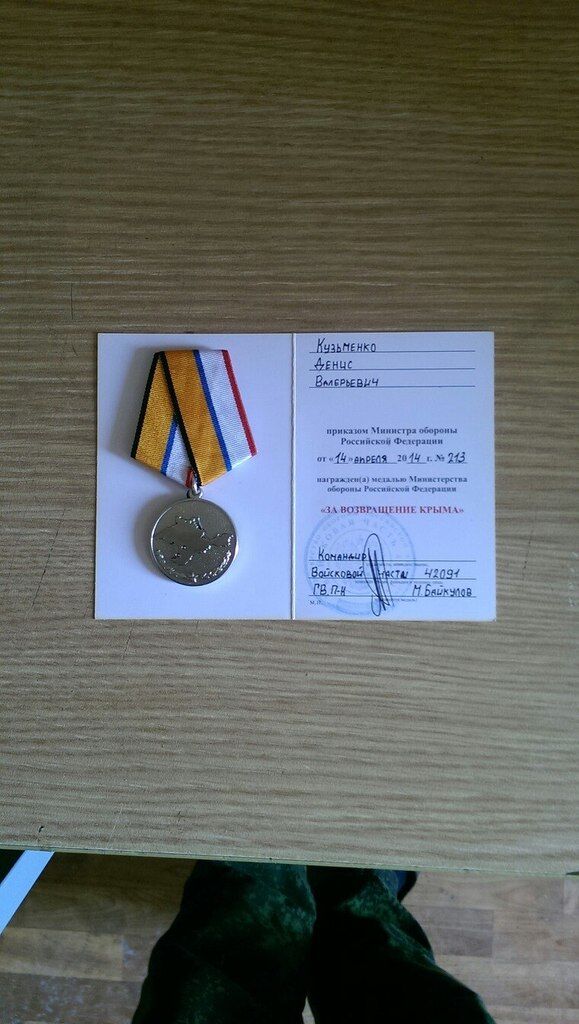 Кузьменко
Денис
Валерьевич
приказом Министра обороны
Российской Федерации
от «14» апреля 2014 г. № 213
награжден(а) медалью Министерства
обороны Российской Федерации
«ЗА ВОЗВРАЩЕНИЕ КРЫМА»
Командир
Войсковой части 42091
ГВ.П-К М.Байкулов
М.П.